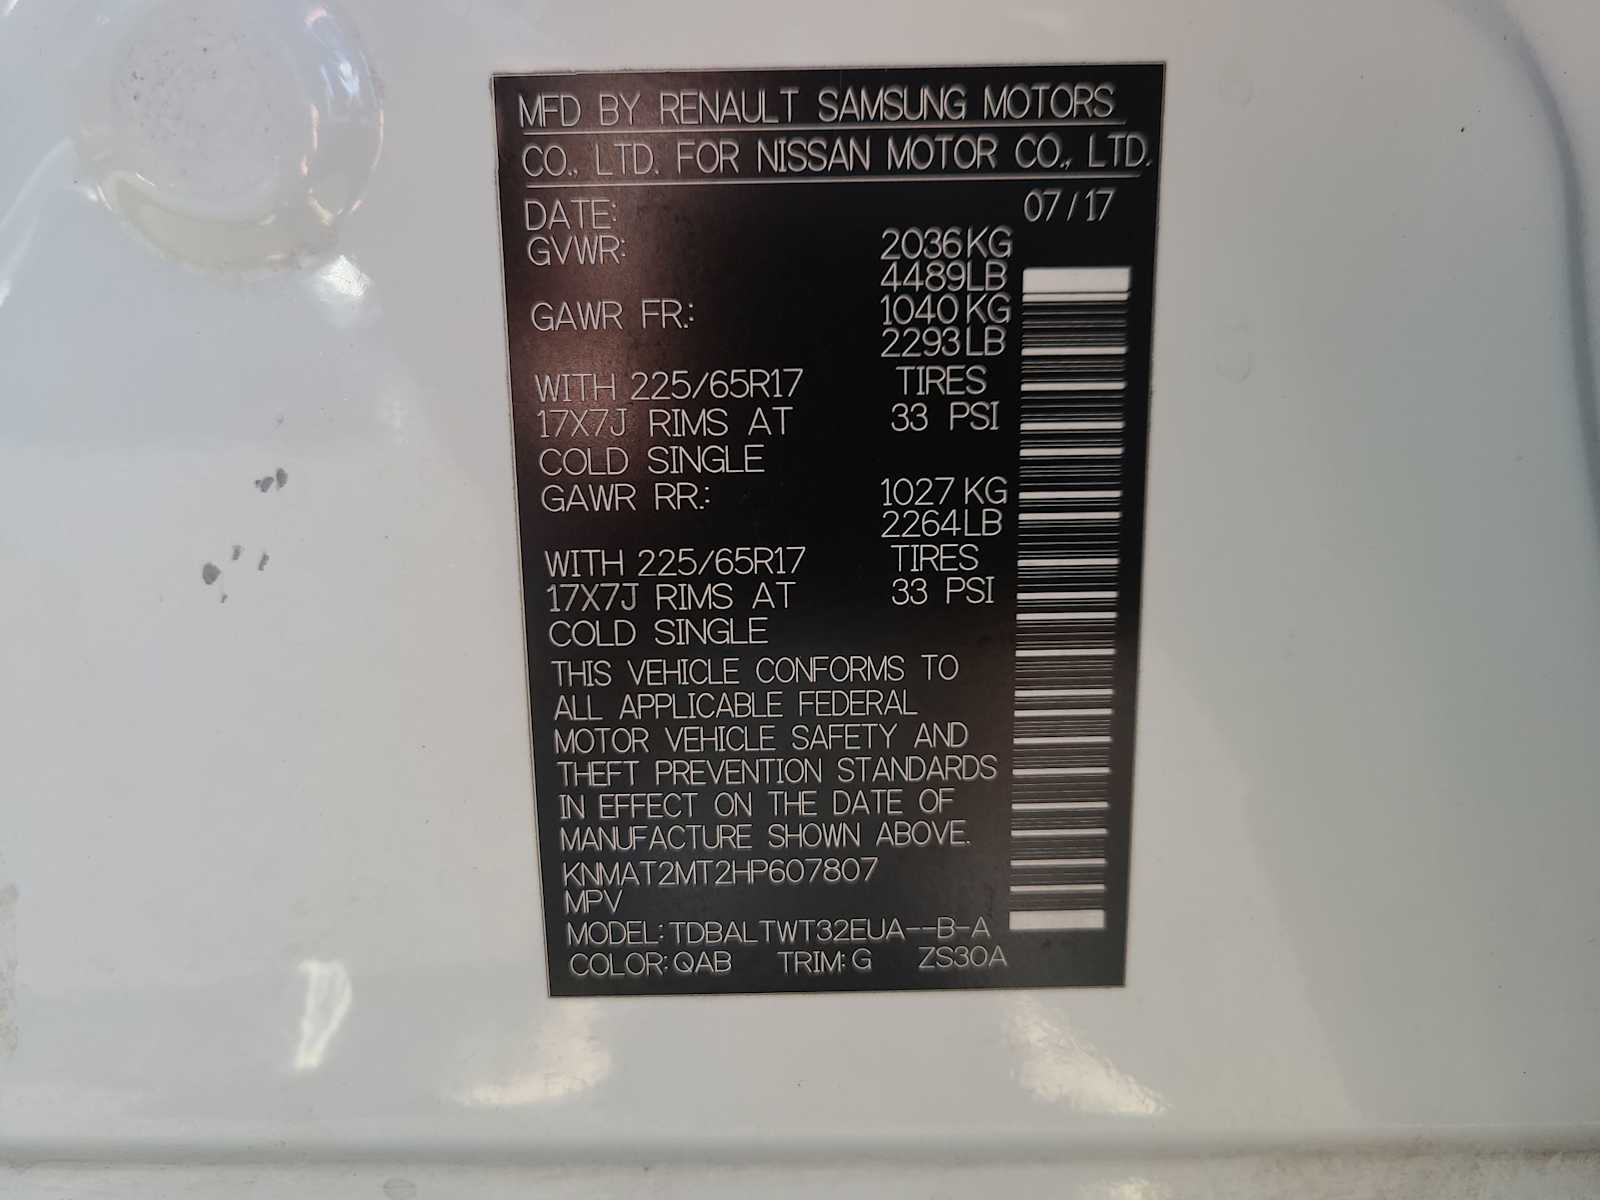 MFD BY RENAULT SAMSUNG MOTORS
CO., LTD. FOR NISSAN MOTOR CO., LTD.
DATE: 07/17
GVWR: 2036KG
4489LB
GAWR FR.: 1040KG
2293LB
WITH 225/65R17 TIRES
17X7J RIMS AT 33 PSI
COLD SINGLE
GAWR RR.: 1027KG
2264LB
WITH 225/65R17 TIRES
17X7J RIMS AT 33 PSI
COLD SINGLE
THIS VEHICLE CONFORMS TO
ALL APPLICABLE FEDERAL
MOTOR VEHICLE SAFETY AND
THEFT PREVENTION STANDARDS
IN EFFECT ON THE DATE OF
MANUFACTURE SHOWN ABOVE.
KNMAT2MT2HP607807
MPV
MODEL: TDBALTWT32EUA--B-A
COLOR: QAB TRIM: G ZS30A